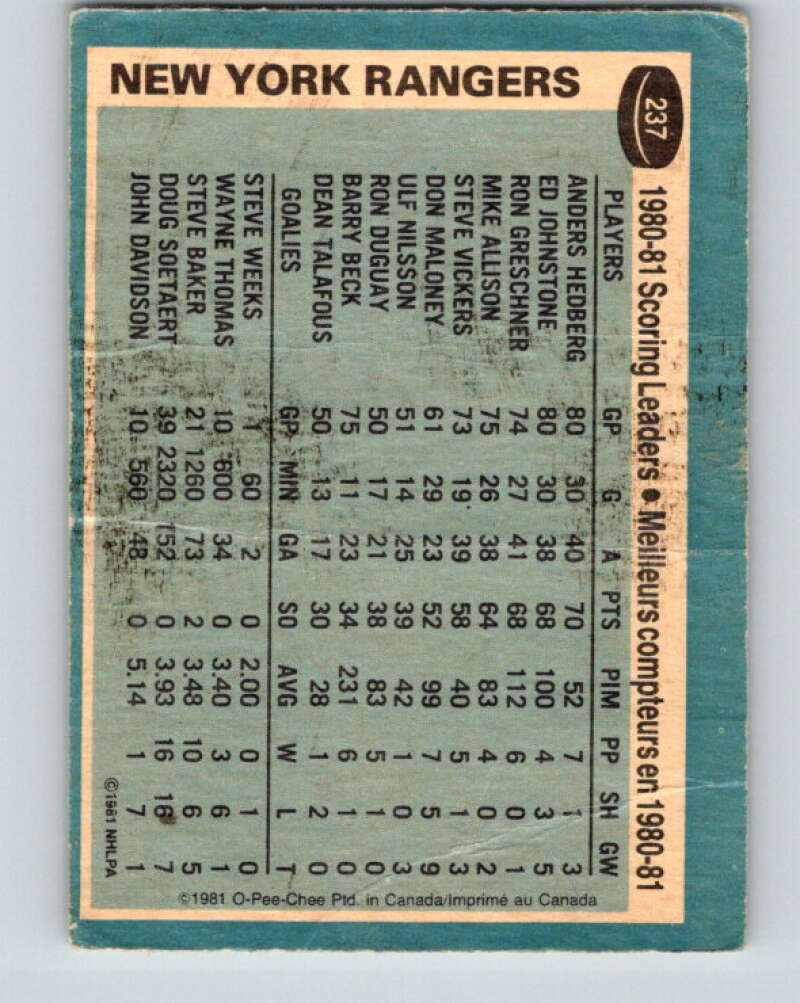 NEW YORK RANGERS
237
1980-81 Scoring Leaders • Meilleurs compteurs en 1980-81
PLAYERS GP G A PTS PIM PP SH GW
ANDERS HEDBERG 80 30 40 70 52 7 1 3
ED JOHNSTONE 80 30 38 68 100 4 3 5
RON GRESCHNER 74 27 41 68 112 6 0 1
MIKE ALLISON 75 26 38 64 83 4 0 2
STEVE VICKERS 73 19 39 58 40 5 1 3
DON MALONEY 61 29 23 52 99 7 5 9
ULF NILSSON 51 14 25 39 42 1 0 3
RON DUGUAY 50 17 21 38 83 5 1 0
BARRY BECK 75 11 23 34 231 6 1 0
DEAN TALAFOUS 50 13 17 30 28 1 2 0
GOALIES GP MIN GA SO AVG W L T
STEVE WEEKS 1 60 2 0 2.00 0 1 0
WAYNE THOMAS 10 600 34 0 3.40 3 6 1
STEVE BAKER 21 1260 73 2 3.48 10 6 5
DOUG SOETAERT 39 2320 152 0 3.93 16 16 7
JOHN DAVIDSON 10 560 48 0 5.14 1 7 1
©1981 NHLPA
©1981 O-Pee-Chee Ptd. in Canada/Imprimé au Canada